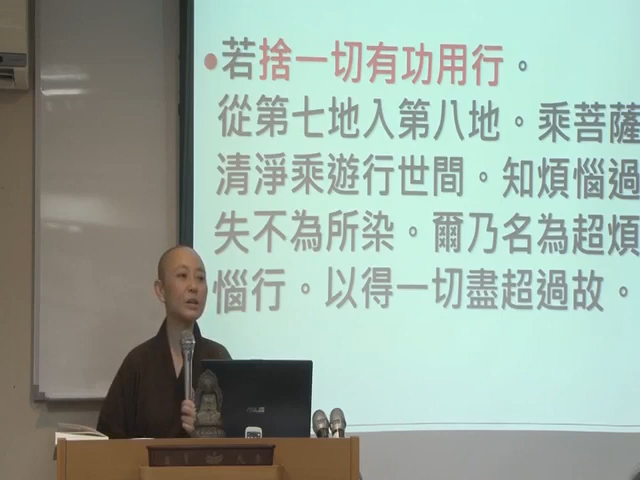 •若捨一切有功用行。
從第七地入第八地。乘菩薩
清淨乘遊行世間。知煩惱過
失不為所染。爾乃名為超煩
惱行。以得一切盡超過故。
ASUS